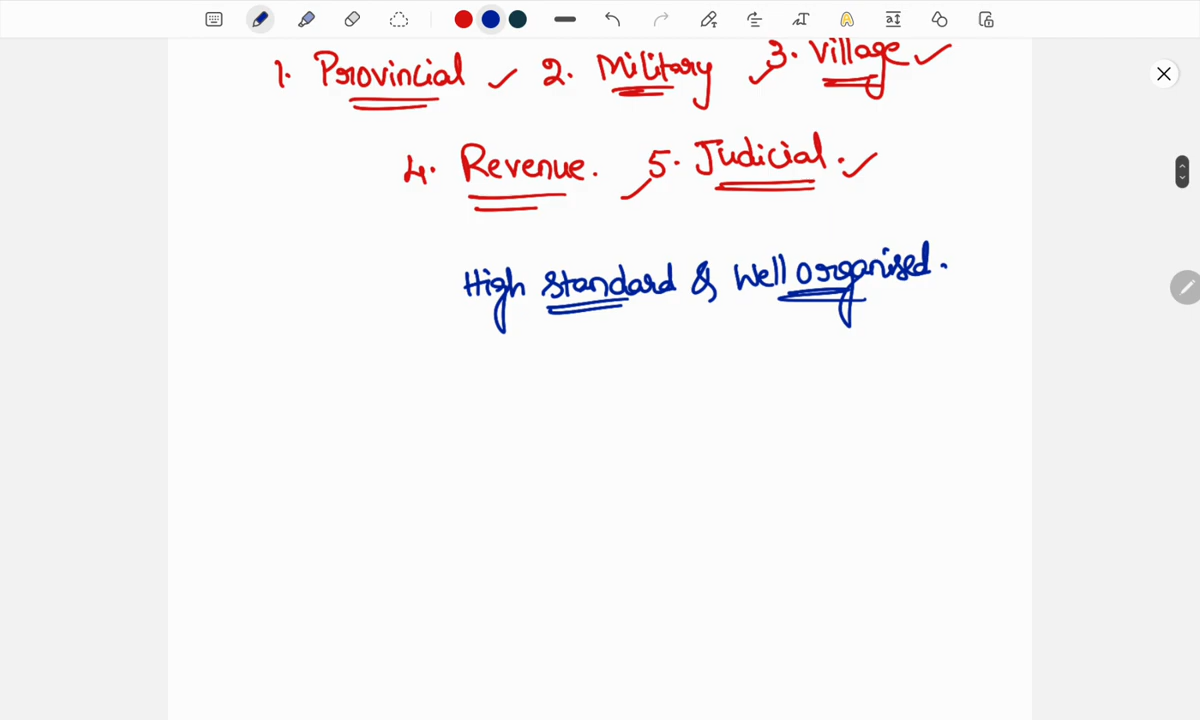 1. Provincial ✓ 2. Military ✓ 3. Village ✓
4. Revenue. ✓ 5. Judicial. ✓
High Standard & Well organised.